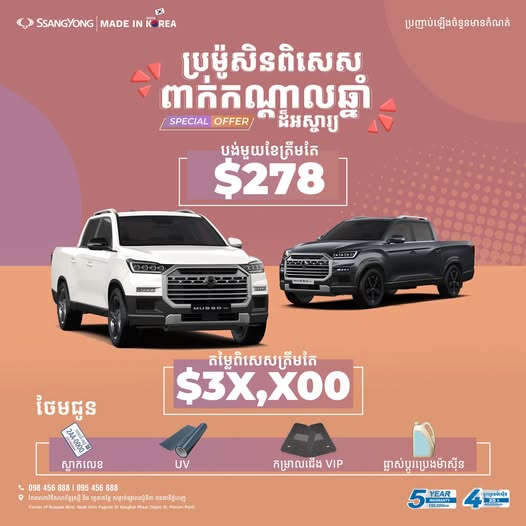 SSANGYONG | MADE IN KOREA
ប្រញាប់ឡើងចំនួនមានកំណត់
ប្រូម៉ូសិនពិសេស
ពាក់កណ្ដាលឆ្នាំ
SPECIAL OFFER
ដ៏អស្ចារ្យ
បង់មួយខែត្រឹមតែ
$278
MUSSO
តម្លៃពិសេសត្រឹមតែ
$3X,X00
ថែមជូន
2AA-0000
ស្លាកលេខ
UV
កម្រាលជើង VIP
ផ្លាស់ប្ដូរប្រេងម៉ាស៊ីន
098 456 888 | 095 456 888
5 YEAR WARRANTY
4